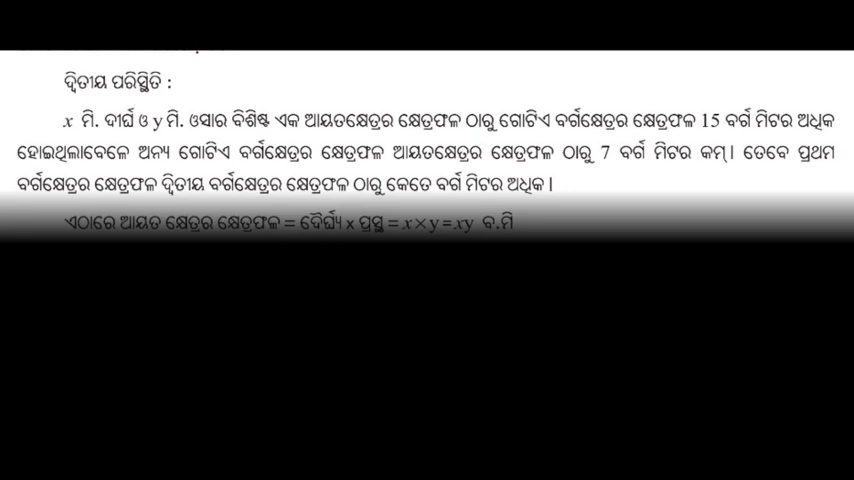 ଦ୍ୱିତୀୟ ପରିସ୍ଥିତି :
x ମି. ଦୀର୍ଘ ଓ y ମି. ଓସାର ବିଶିଷ୍ଟ ଏକ ଆୟତକ୍ଷେତ୍ରର କ୍ଷେତ୍ରଫଳ ଠାରୁ ଗୋଟିଏ ବର୍ଗକ୍ଷେତ୍ରର କ୍ଷେତ୍ରଫଳ 15 ବର୍ଗ ମିଟର ଅଧିକ
ହୋଇଥିଲାବେଳେ ଅନ୍ୟ ଗୋଟିଏ ବର୍ଗକ୍ଷେତ୍ରର କ୍ଷେତ୍ରଫଳ ଆୟତକ୍ଷେତ୍ରର କ୍ଷେତ୍ରଫଳ ଠାରୁ 7 ବର୍ଗ ମିଟର କମ୍। ତେବେ ପ୍ରଥମ
ବର୍ଗକ୍ଷେତ୍ରର କ୍ଷେତ୍ରଫଳ ଦ୍ୱିତୀୟ ବର୍ଗକ୍ଷେତ୍ରର କ୍ଷେତ୍ରଫଳ ଠାରୁ କେତେ ବର୍ଗ ମିଟର ଅଧିକ।
ଏଠାରେ ଆୟତ କ୍ଷେତ୍ରର କ୍ଷେତ୍ରଫଳ = ଦୈର୍ଘ୍ୟ x ପ୍ରସ୍ଥ = x × y = xy ବ.ମି